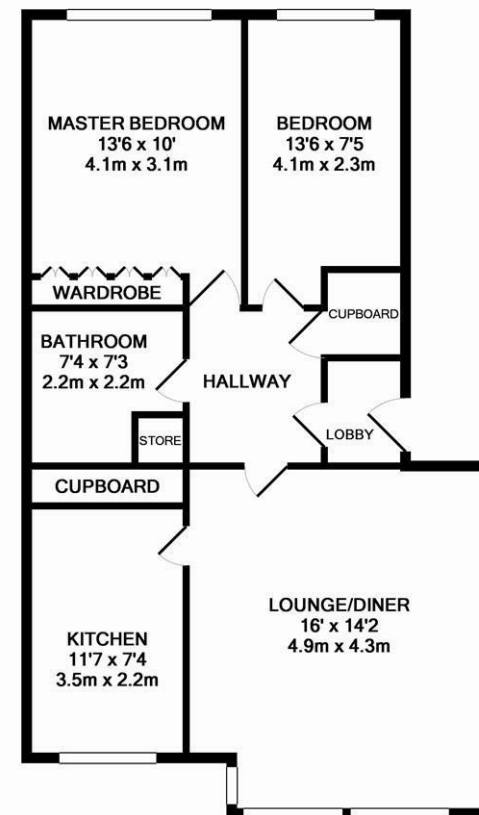 MASTER BEDROOM
13'6 x 10'
4.1m x 3.1m
BEDROOM
13'6 x 7'5
4.1m x 2.3m
WARDROBE
CUPBOARD
BATHROOM
7'4 x 7'3
2.2m x 2.2m
HALLWAY
STORE
LOBBY
CUPBOARD
LOUNGE/DINER
16' x 14'2
4.9m x 4.3m
KITCHEN
11'7 x 7'4
3.5m x 2.2m